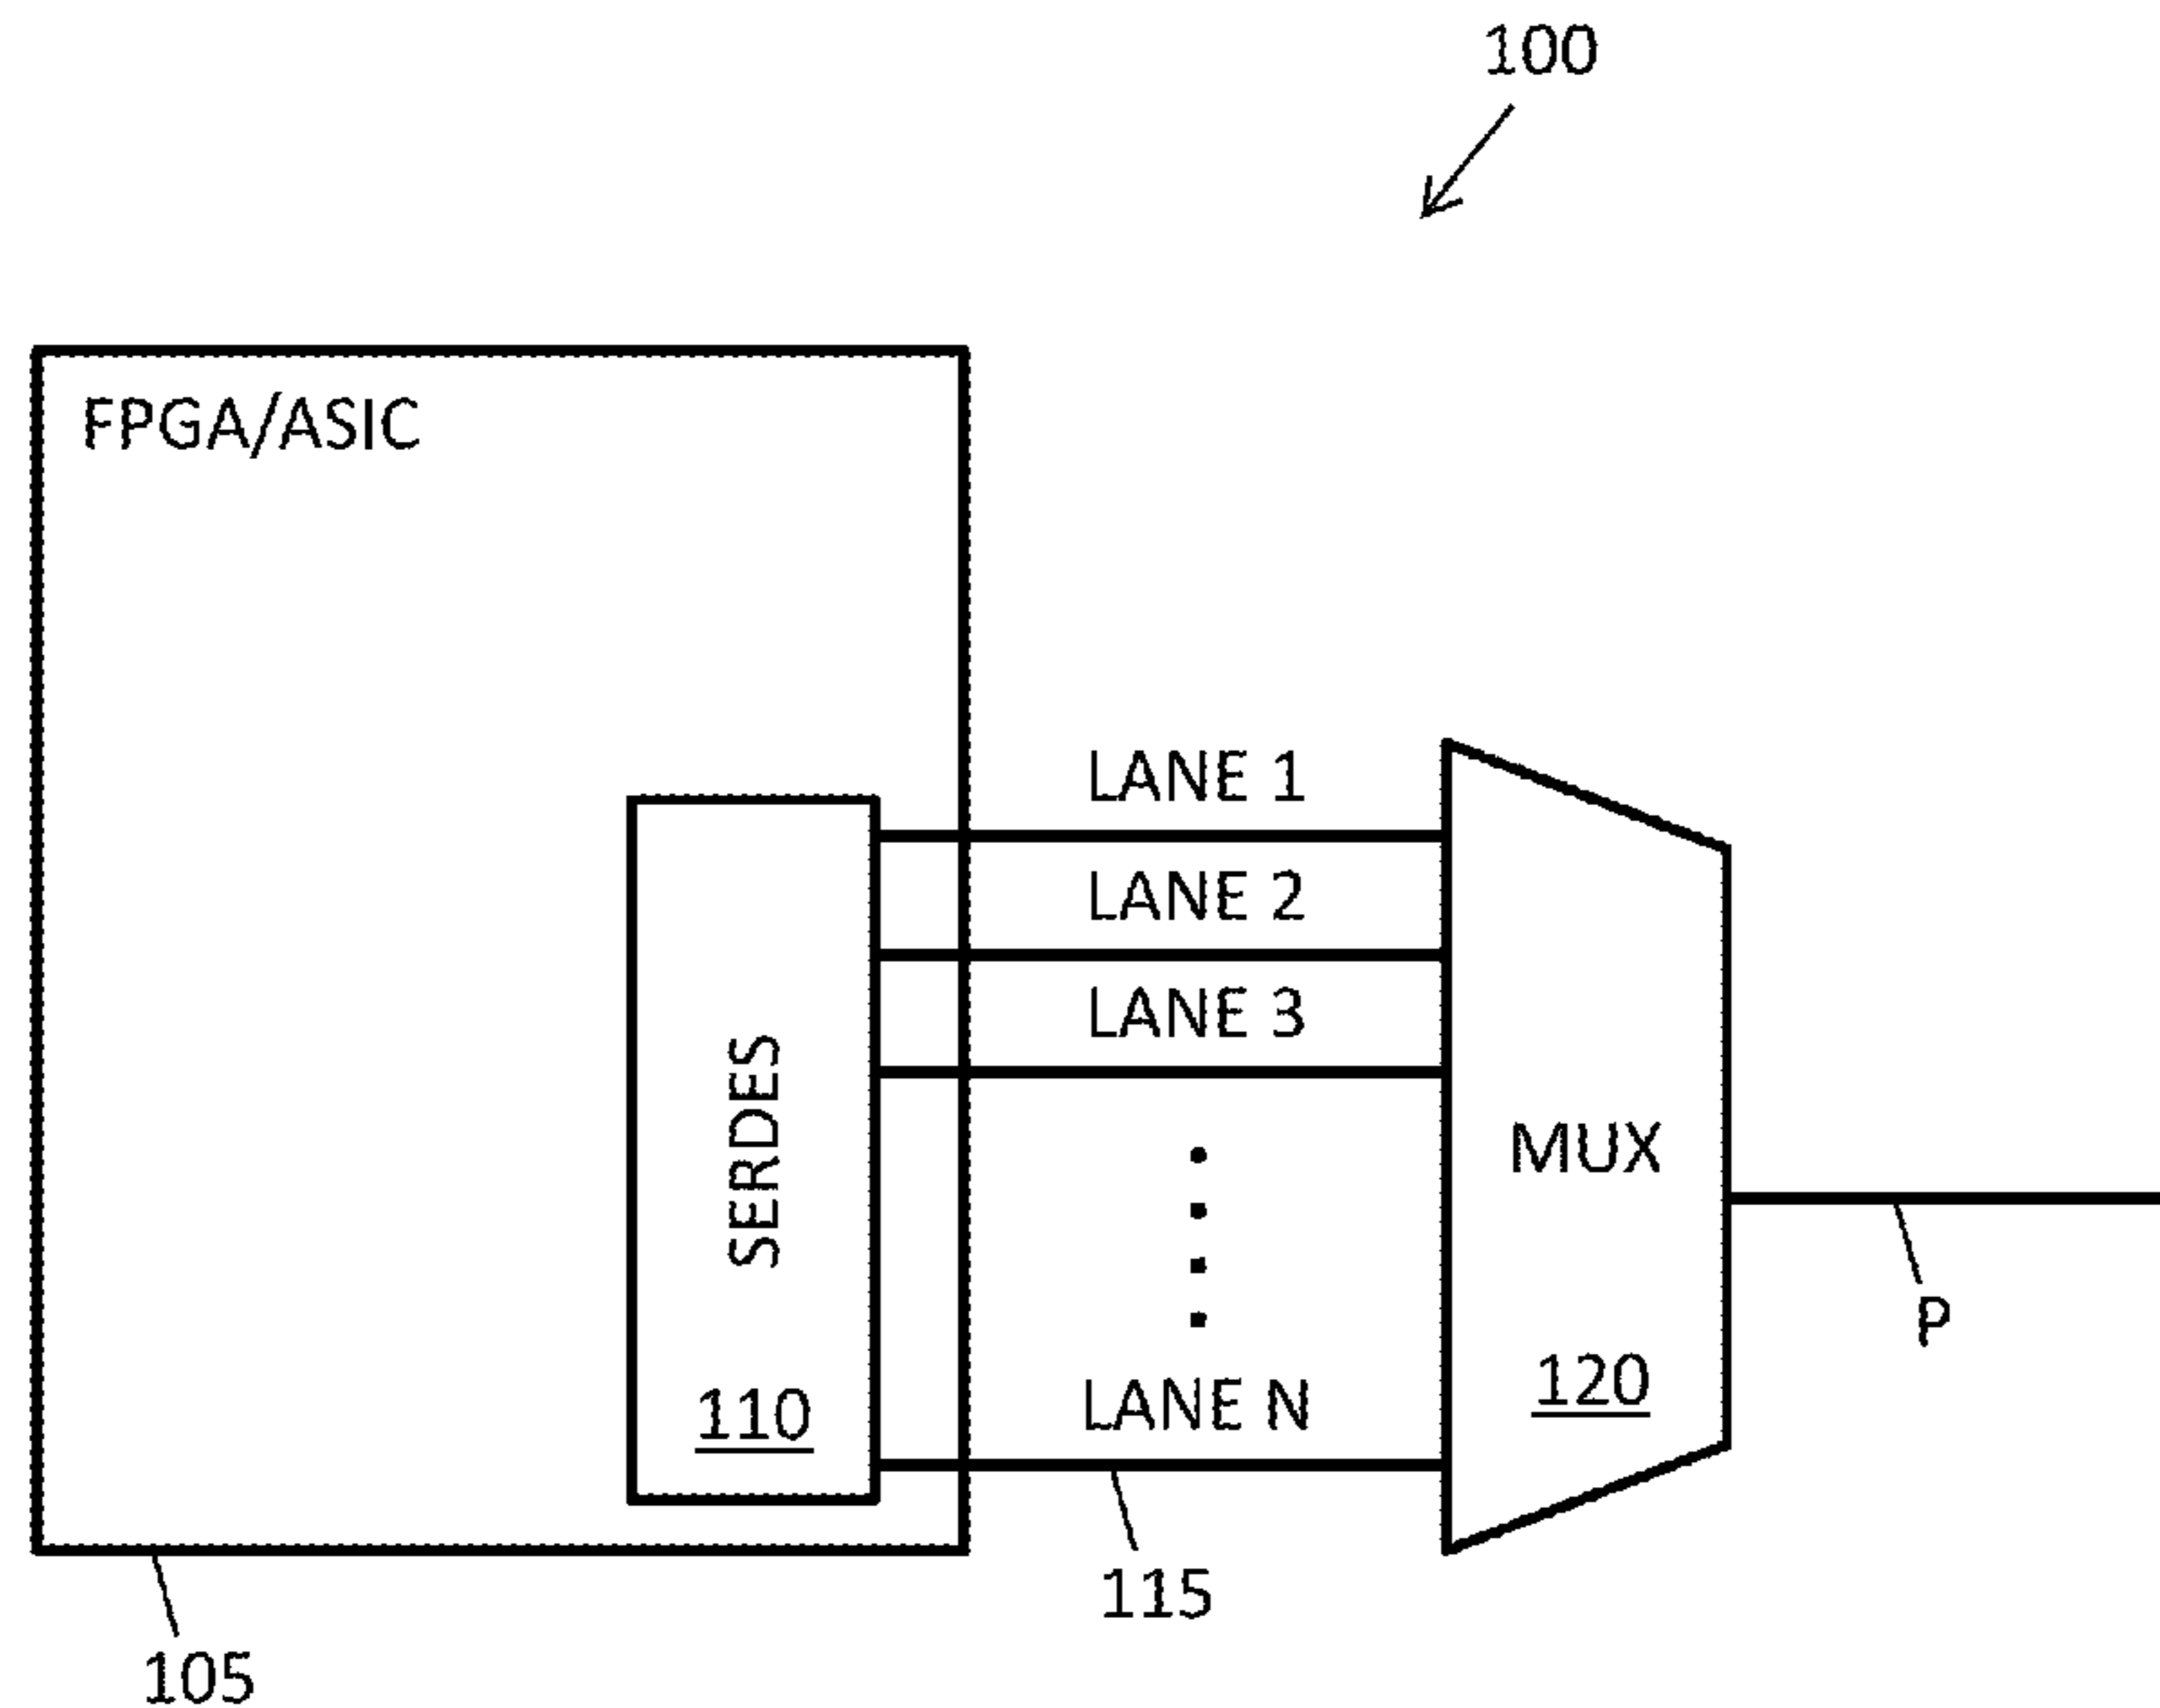 100
FPGA/ASIC
LANE 1
LANE 2
LANE 3
SERDES
MUX
P
120
LANE N
110
115
105